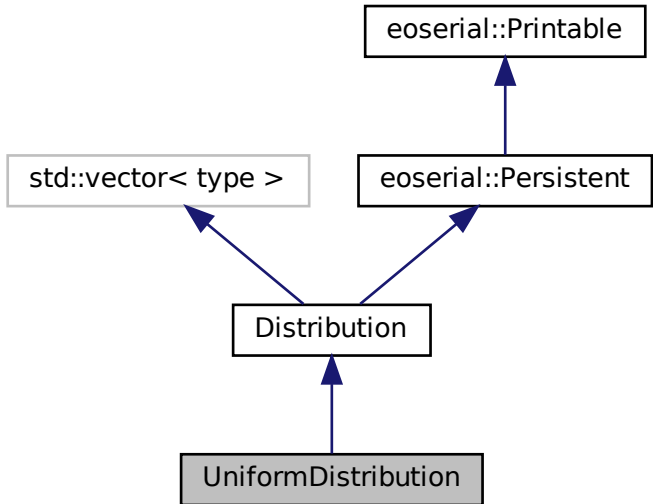 eoserial::Printable
std::vector< type >
eoserial::Persistent
Distribution
UniformDistribution